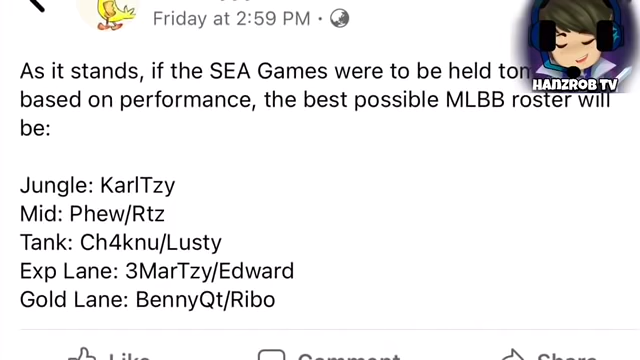 Friday at 2:59 PM ·
HANZROB TV
As it stands, if the SEA Games were to be held
based on performance, the best possible MLBB roster will
be:
Jungle: KarlTzy
Mid: Phew/Rtz
Tank: Ch4knu/Lusty
Exp Lane: 3MarTzy/Edward
Gold Lane: BennyQt/Ribo
Like
Comment
Share